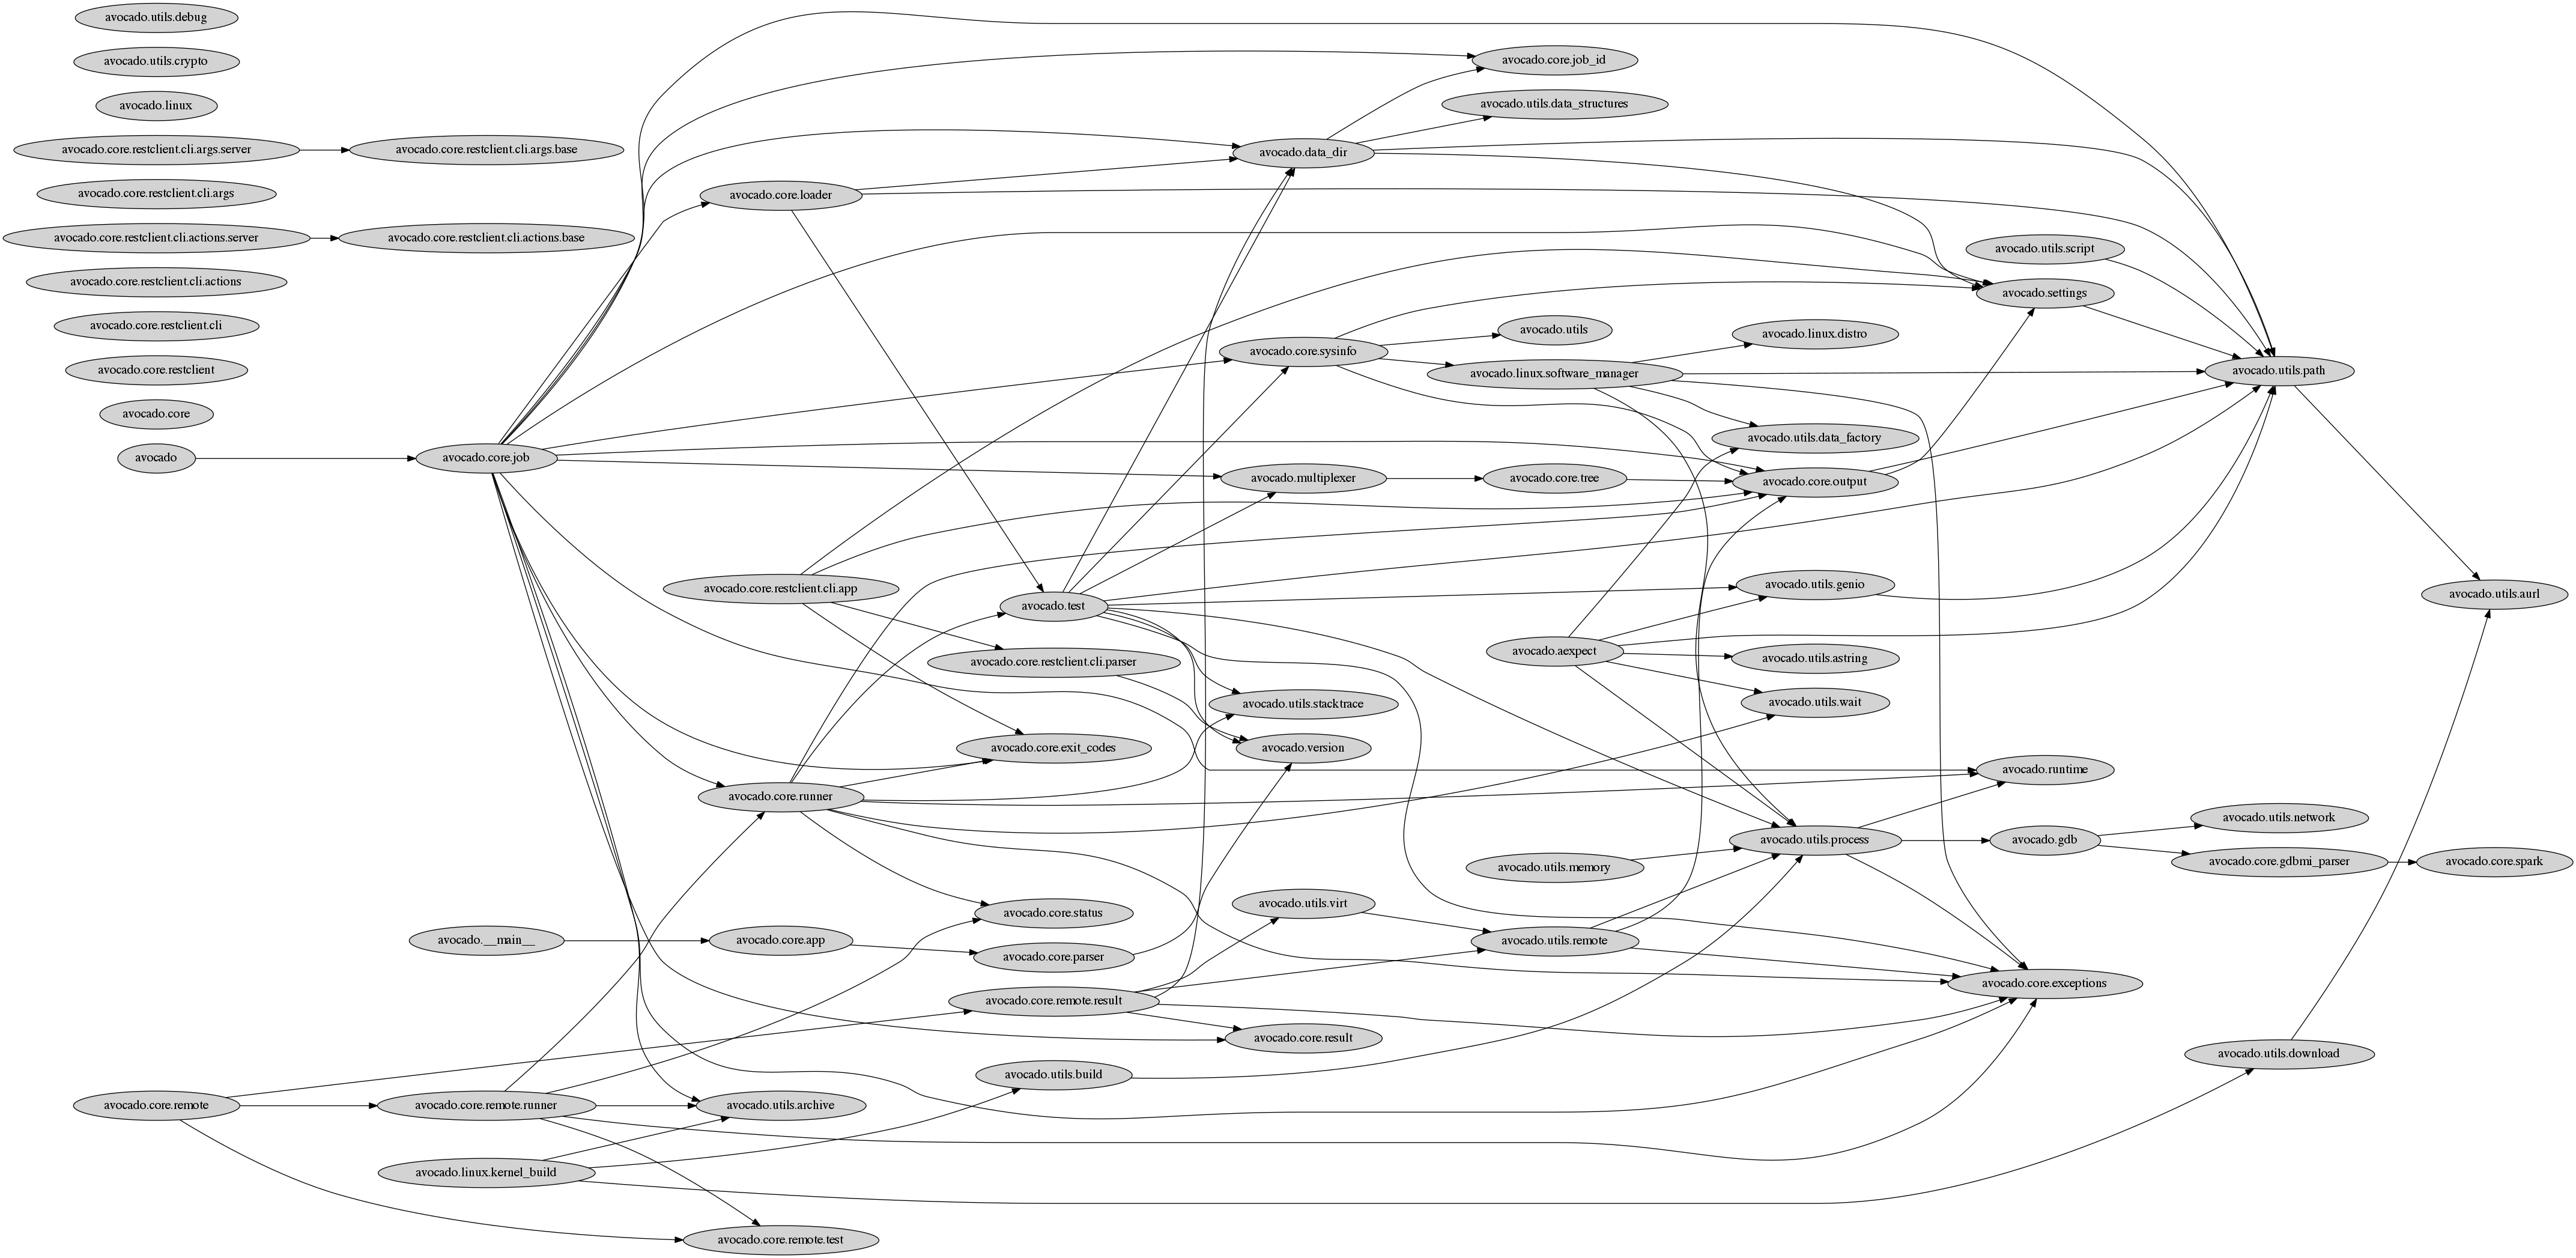 avocado.utils.debug
avocado.utils.crypto
avocado.linux
avocado.core.restclient.cli.args.server
avocado.core.restclient.cli.args.base
avocado.core.restclient.cli.args
avocado.core.restclient.cli.actions.server
avocado.core.restclient.cli.actions.base
avocado.core.restclient.cli.actions
avocado.core.restclient.cli
avocado.core.restclient
avocado.core
avocado
avocado.core.job
avocado.core.loader
avocado.data_dir
avocado.core.job_id
avocado.utils.data_structures
avocado.utils.script
avocado.settings
avocado.core.sysinfo
avocado.utils
avocado.linux.distro
avocado.linux.software_manager
avocado.utils.path
avocado.utils.data_factory
avocado.multiplexer
avocado.core.tree
avocado.core.output
avocado.core.restclient.cli.app
avocado.test
avocado.utils.genio
avocado.utils.aurl
avocado.core.restclient.cli.parser
avocado.aexpect
avocado.utils.astring
avocado.utils.stacktrace
avocado.utils.wait
avocado.core.exit_codes
avocado.version
avocado.runtime
avocado.core.runner
avocado.utils.process
avocado.gdb
avocado.utils.network
avocado.utils.memory
avocado.core.gdbmi_parser
avocado.core.spark
avocado.core.status
avocado.utils.virt
avocado.__main__
avocado.core.app
avocado.core.parser
avocado.utils.remote
avocado.core.exceptions
avocado.core.remote.result
avocado.core.result
avocado.utils.download
avocado.utils.build
avocado.core.remote
avocado.core.remote.runner
avocado.utils.archive
avocado.linux.kernel_build
avocado.core.remote.test